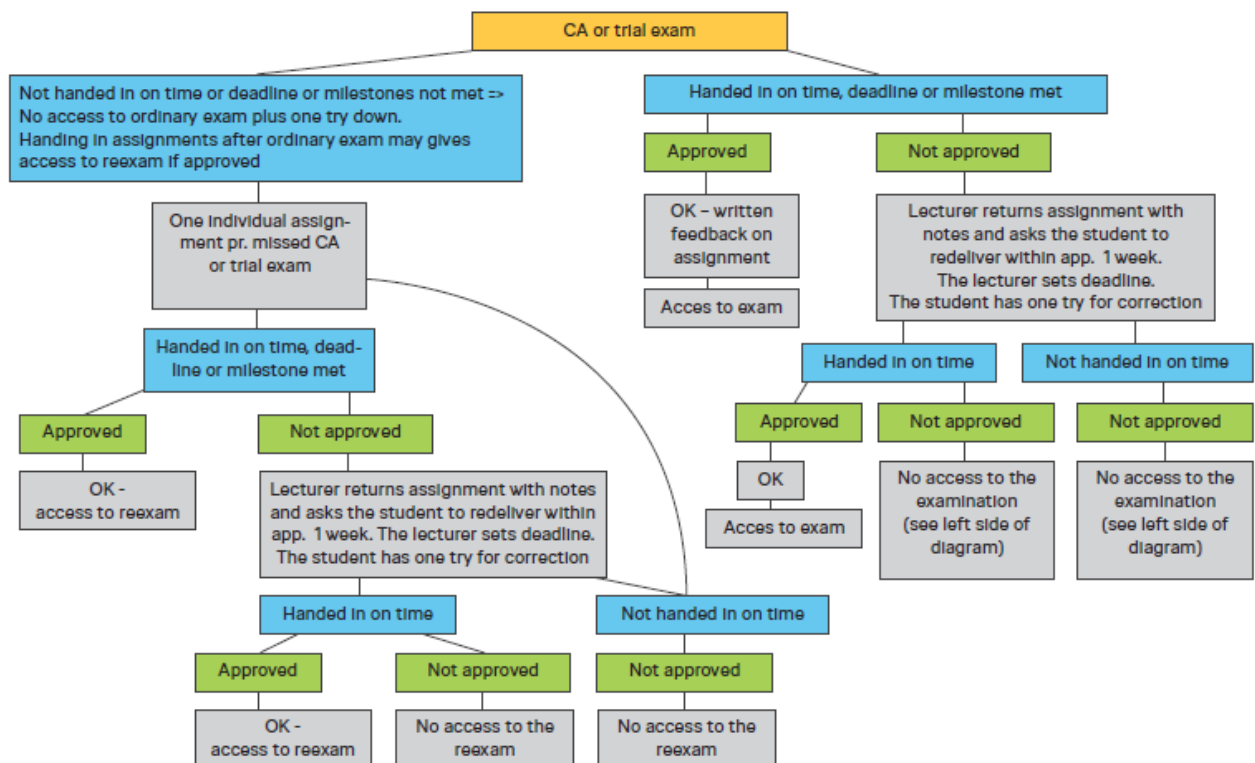 CA or trial exam
Not handed in on time or deadline or milestones not met =>
No access to ordinary exam plus one try down.
Handing in assignments after ordinary exam may gives
access to reexam if approved
Handed in on time, deadline or milestone met
Approved
Not approved
One individual assign-
ment pr. missed CA
or trial exam
OK – written
feedback on
assignment
Acces to exam
Lecturer returns assignment with
notes and asks the student to
redeliver within app. 1 week.
The lecturer sets deadline.
The student has one try for correction
Handed in on time, dead-
line or milestone met
Handed in on time
Not handed in on time
Approved
Not approved
Approved
Not approved
Not approved
OK -
access to reexam
Lecturer returns assignment with notes
and asks the student to redeliver within
app. 1 week. The lecturer sets deadline.
The student has one try for correction
OK
Acces to exam
No access to the
examination
(see left side of
diagram)
No access to the
examination
(see left side of
diagram)
Handed in on time
Not handed in on time
Approved
Not approved
Not approved
OK -
access to reexam
No access to the
reexam
No access to the
reexam